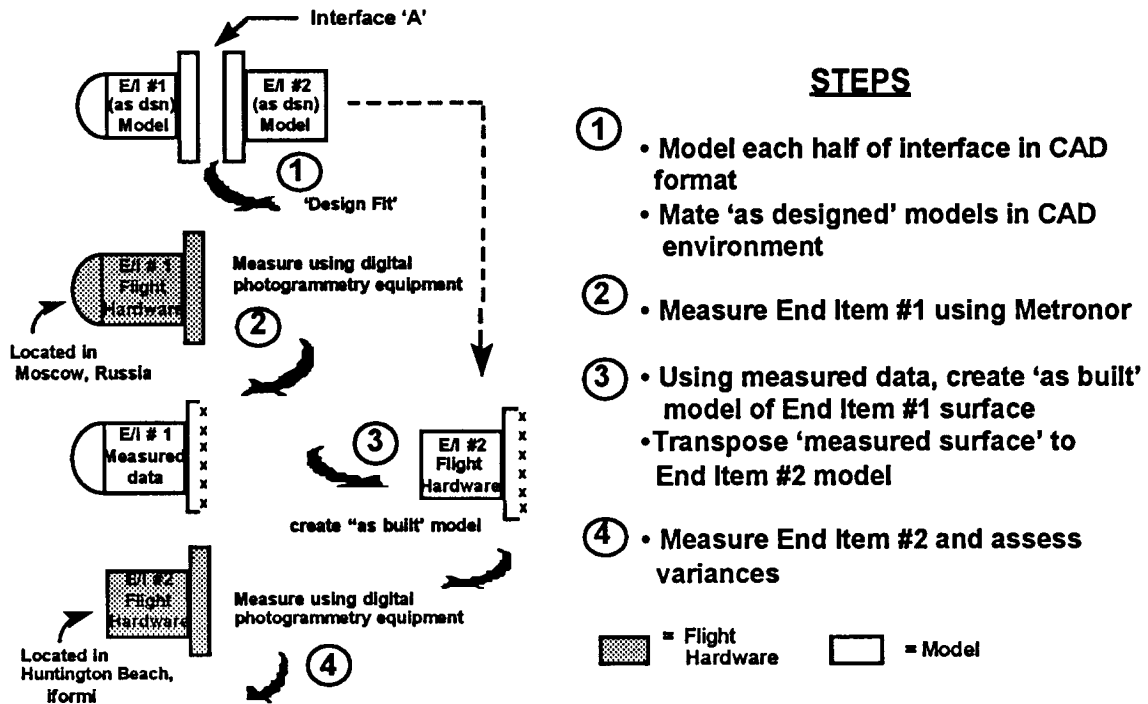 Interface 'A'
E/I #1
(as dsn)
Model
E/I #2
(as dsn)
Model
1
'Design Fit'
E/I # 1
Flight
Hardware
Measure using digital
photogrammetry equipment
2
Located in
Moscow, Russia
E/I # 1
Measured
data
x
x
x
x
x
x
3
E/I #2
Flight
Hardware
x
x
x
x
x
x
create "as built' model
E/I #2
Flight
Hardware
Measure using digital
photogrammetry equipment
4
Located in
Huntington Beach,
iforni
STEPS
1
• Model each half of interface in CAD
format
• Mate 'as designed' models in CAD
environment
2 • Measure End Item #1 using Metronor
3 • Using measured data, create 'as built'
model of End Item #1 surface
•Transpose 'measured surface' to
End Item #2 model
4 • Measure End Item #2 and assess
variances
= Flight
Hardware
= Model